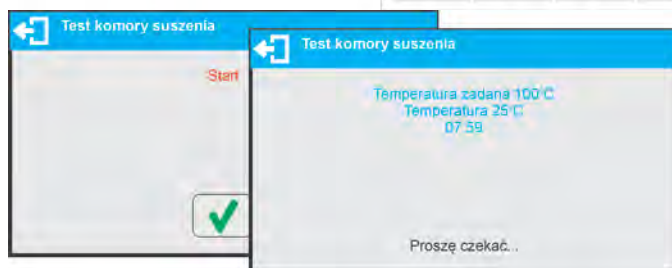 Test komory suszenia
Start
Test komory suszenia
Temperatura zadana 100°C
Temperatura 25°C
07:59
Proszę czekać...